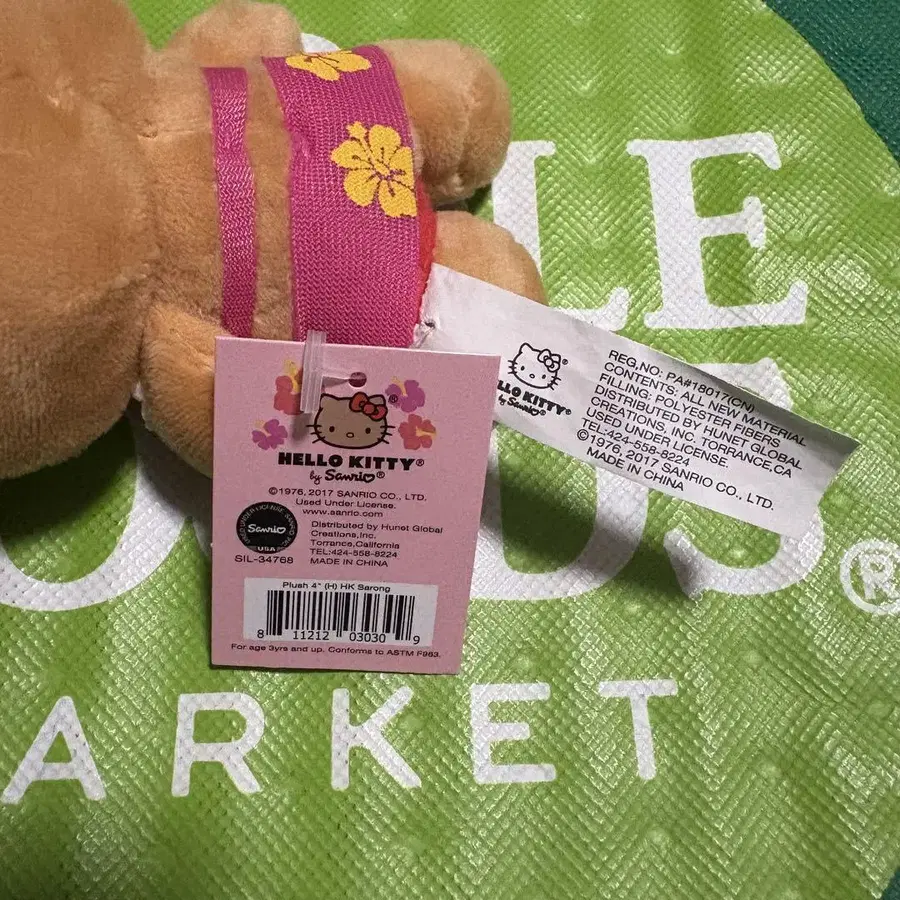 LE
DS®
ARKET
HELLO KITTY®
by Sanrio®
©1976, 2017 SANRIO CO., LTD.
Used Under License.
www.sanrio.com
Sanrio
USA
SIL-34768
Distributed by Hunet Global
Creations,Inc.
Torrance,California
TEL:424-558-8224
MADE IN CHINA
Plush 4" (H) HK Sarong
8 11212 03030 9
For age 3yrs and up. Conforms to ASTM F963.
LLO KITTY®
by Sanrio®
REG.NO: PA#18017(CN)
CONTENTS: ALL NEW MATERIAL
FILLING: POLYESTER FIBERS
DISTRIBUTED BY HUNET GLOBAL
CREATIONS, INC. TORRANCE,CA
USED UNDER LICENSE.
TEL:424-558-8224
©1976, 2017 SANRIO CO., LTD.
MADE IN CHINA